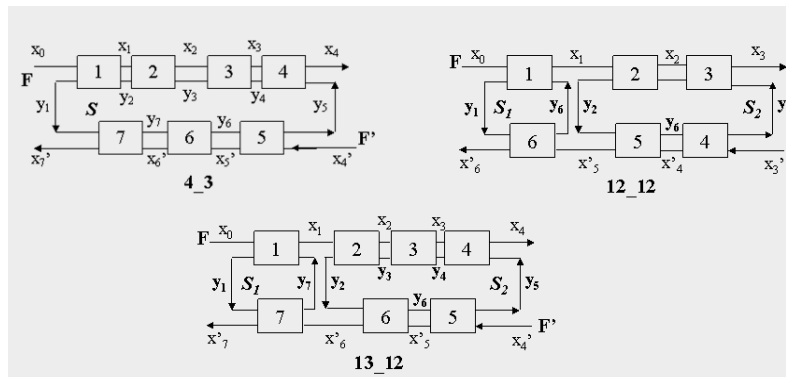 x₀ x₁ x₂ x₃ x₄
F 1 2 3 4
y₁ S y₂ y₃ y₄ y₅
y₇ y₆
7 6 5 F'
x₇' x₆' x₅' x₄'
4_3
x₀ x₁ x₂ x₃
F 1 2 3
y₁ S₁ y₆ y₂ S₂ y
y₆
6 5 4
x'₆ x'₅ x'₄ x₃'
12_12
x₀ x₁ x₂ x₃ x₄
F 1 2 3 4
y₁ S₁ y₇ y₂ y₃ y₄ S₂ y₅
y₆
7 6 5 F'
x'₇ x'₆ x'₅ x₄'
13_12